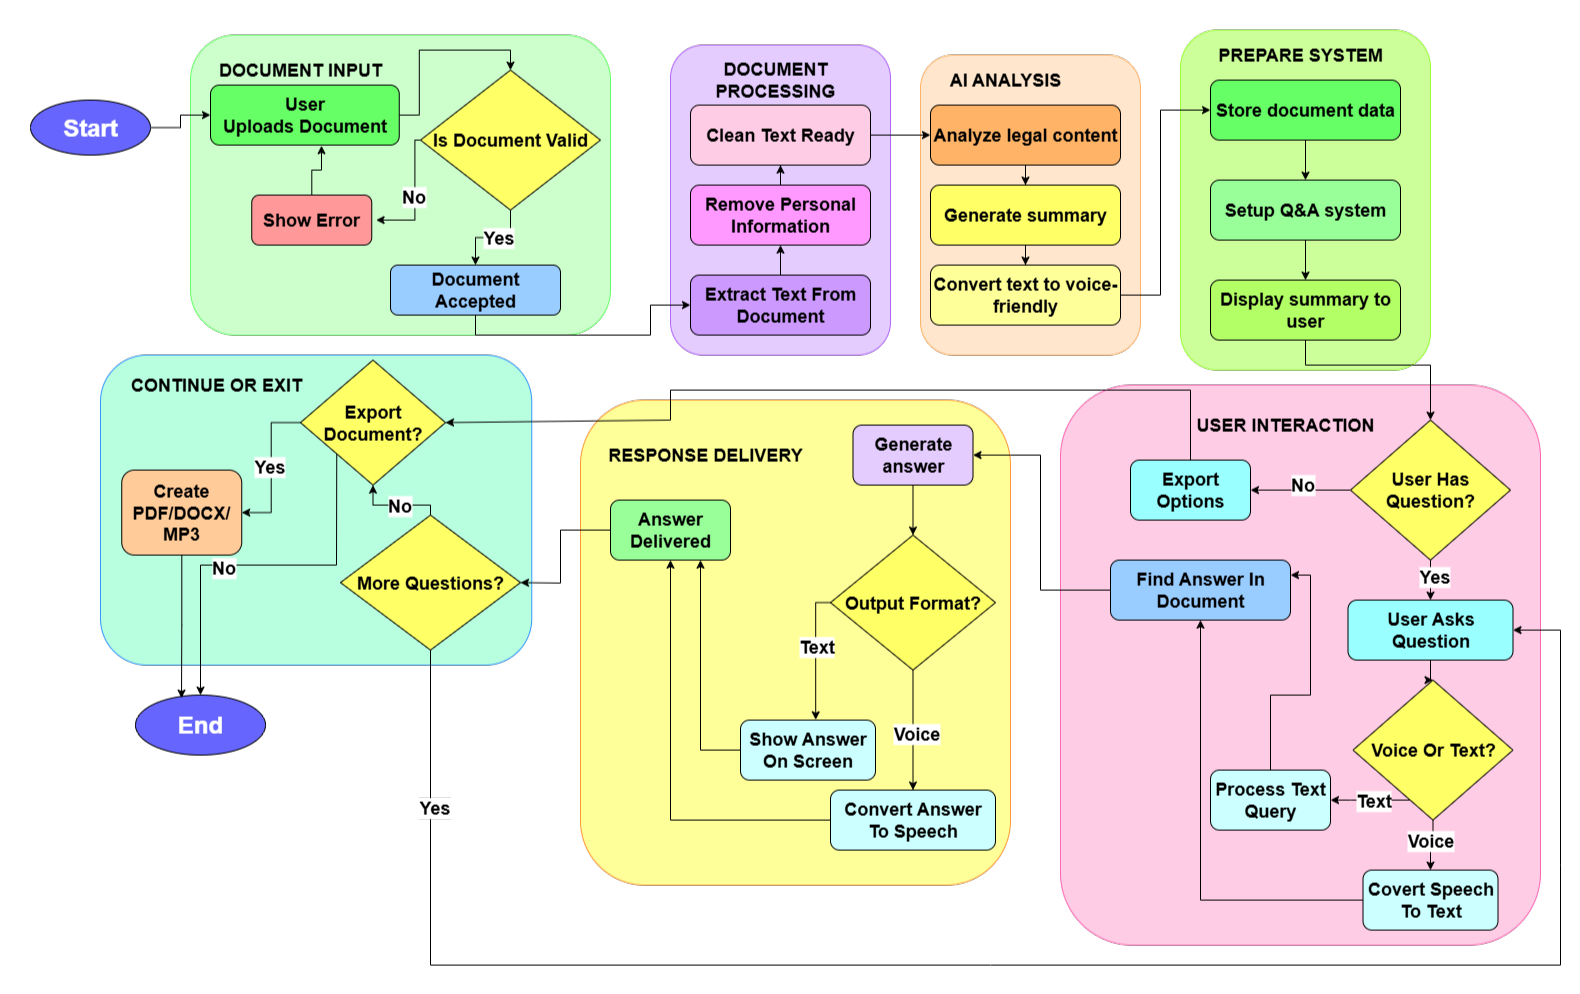 DOCUMENT INPUT
Start
User
Uploads Document
Is Document Valid
No
Show Error
Yes
Document
Accepted
DOCUMENT
PROCESSING
Clean Text Ready
Remove Personal
Information
Extract Text From
Document
AI ANALYSIS
Analyze legal content
Generate summary
Convert text to voice-
friendly
PREPARE SYSTEM
Store document data
Setup Q&A system
Display summary to
user
USER INTERACTION
User Has
Question?
No
Export
Options
Yes
User Asks
Question
Find Answer In
Document
Voice Or Text?
Text
Process Text
Query
Voice
Covert Speech
To Text
RESPONSE DELIVERY
Generate
answer
Answer
Delivered
Output Format?
Text
Show Answer
On Screen
Voice
Convert Answer
To Speech
CONTINUE OR EXIT
Export
Document?
Yes
Create
PDF/DOCX/
MP3
No
More Questions?
No
End
Yes